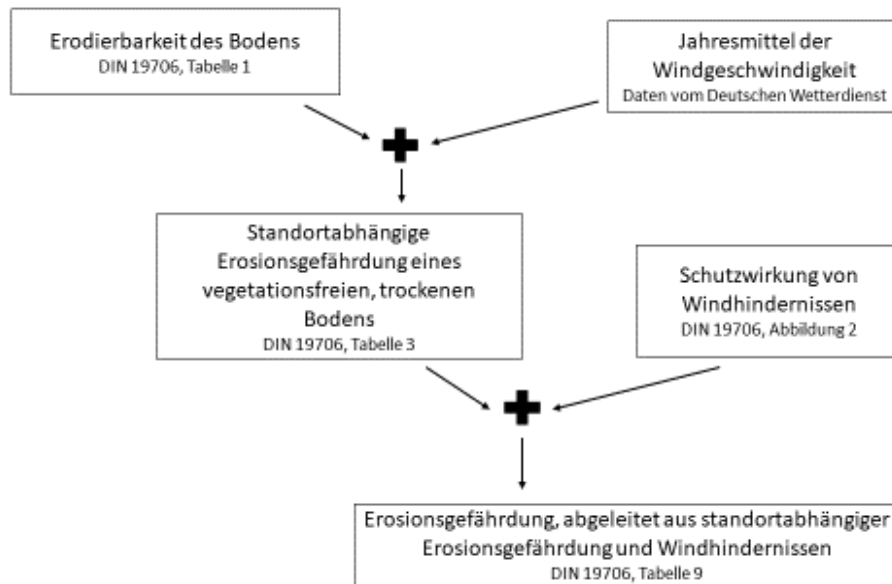 Erodierbarkeit des Bodens
DIN 19706, Tabelle 1
Jahresmittel der
Windgeschwindigkeit
Daten vom Deutschen Wetterdienst
Standortabhängige
Erosionsgefährdung eines
vegetationsfreien, trockenen
Bodens
DIN 19706, Tabelle 3
Schutzwirkung von
Windhindernissen
DIN 19706, Abbildung 2
Erosionsgefährdung, abgeleitet aus standortabhängiger
Erosionsgefährdung und Windhindernissen
DIN 19706, Tabelle 9